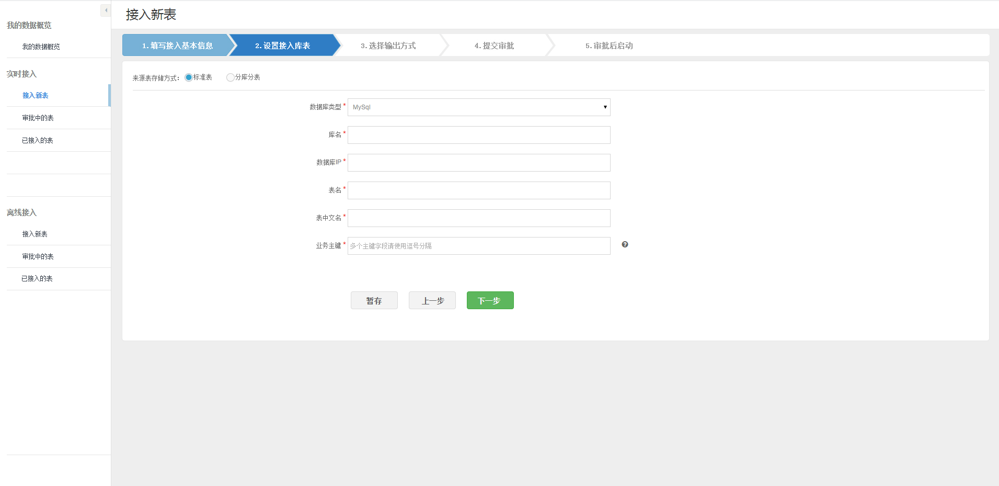 接入新表
我的数据概览
我的数据概览
实时接入
接入新表
审批中的表
已接入的表
离线接入
接入新表
审批中的表
已接入的表
1.填写接入基本信息
2.设置接入库表
3.选择输出方式
4.提交审批
5.审批后启动
来源表存储方式： 标准表 分库分表
数据库类型 * MySql
库名 *
数据库IP *
表名 *
表中文名 *
业务主键 * 多个主键字段请使用逗号分隔
暂存 上一步 下一步